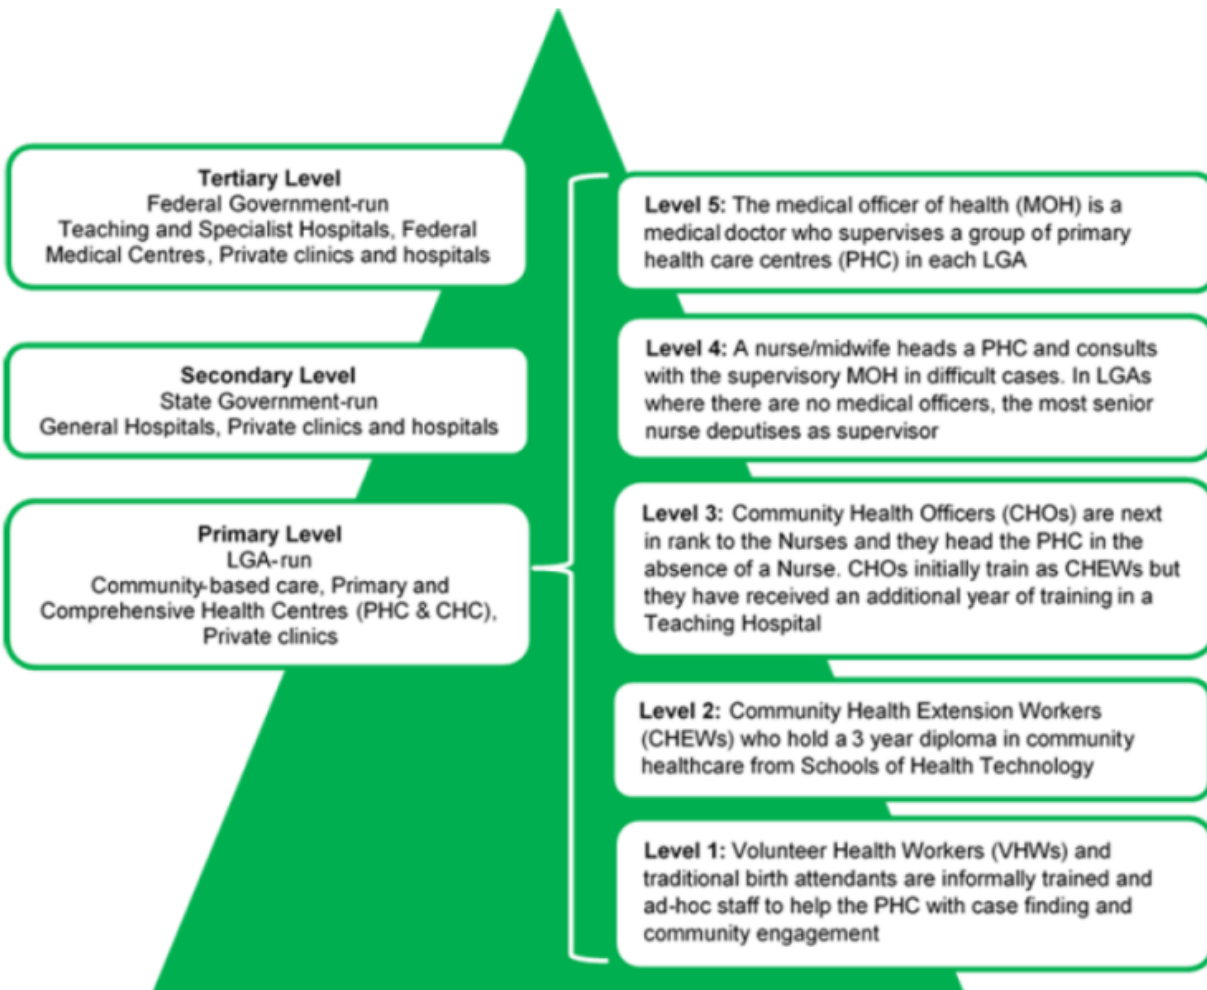 Tertiary Level
Federal Government-run
Teaching and Specialist Hospitals, Federal
Medical Centres, Private clinics and hospitals
Secondary Level
State Government-run
General Hospitals, Private clinics and hospitals
Primary Level
LGA-run
Community-based care, Primary and
Comprehensive Health Centres (PHC & CHC),
Private clinics
Level 5: The medical officer of health (MOH) is a
medical doctor who supervises a group of primary
health care centres (PHC) in each LGA
Level 4: A nurse/midwife heads a PHC and consults
with the supervisory MOH in difficult cases. In LGAs
where there are no medical officers, the most senior
nurse deputises as supervisor
Level 3: Community Health Officers (CHOs) are next
in rank to the Nurses and they head the PHC in the
absence of a Nurse. CHOs initially train as CHEWs but
they have received an additional year of training in a
Teaching Hospital
Level 2: Community Health Extension Workers
(CHEWs) who hold a 3 year diploma in community
healthcare from Schools of Health Technology
Level 1: Volunteer Health Workers (VHWs) and
traditional birth attendants are informally trained and
ad-hoc staff to help the PHC with case finding and
community engagement